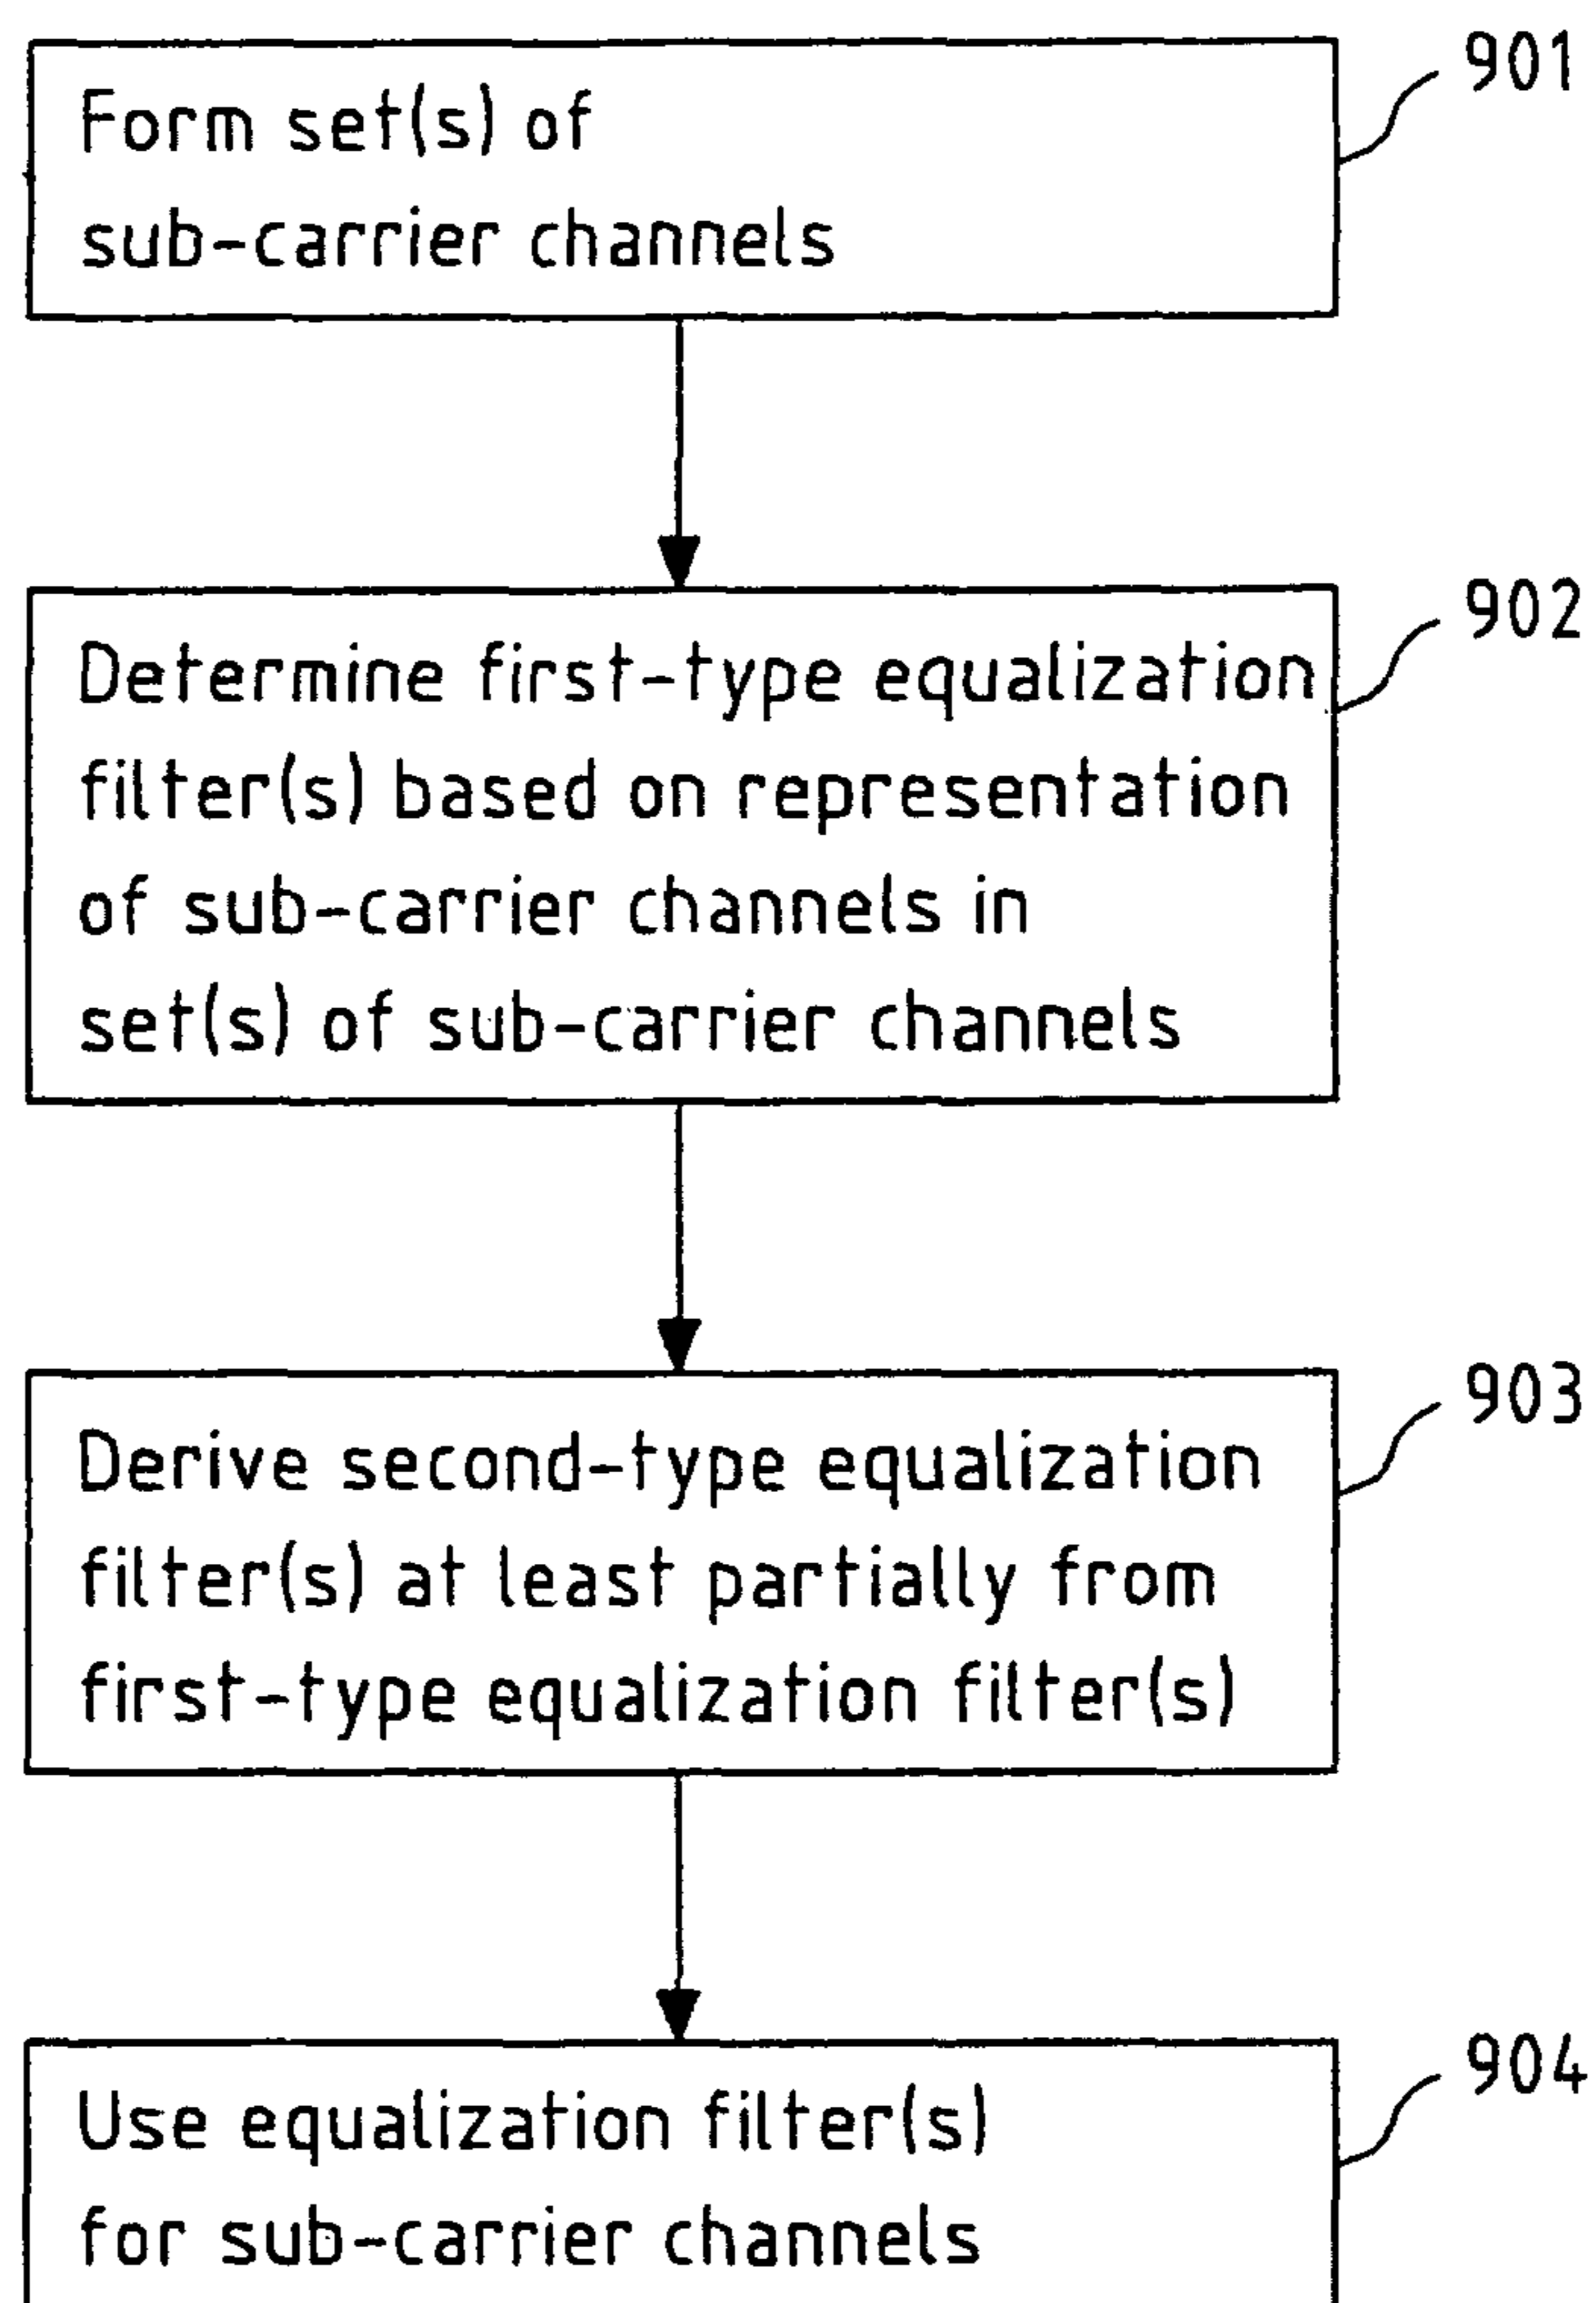 901
Form set(s) of
sub-carrier channels
902
Determine first-type equalization
filter(s) based on representation
of sub-carrier channels in
set(s) of sub-carrier channels
903
Derive second-type equalization
filter(s) at least partially from
first-type equalization filter(s)
904
Use equalization filter(s)
for sub-carrier channels